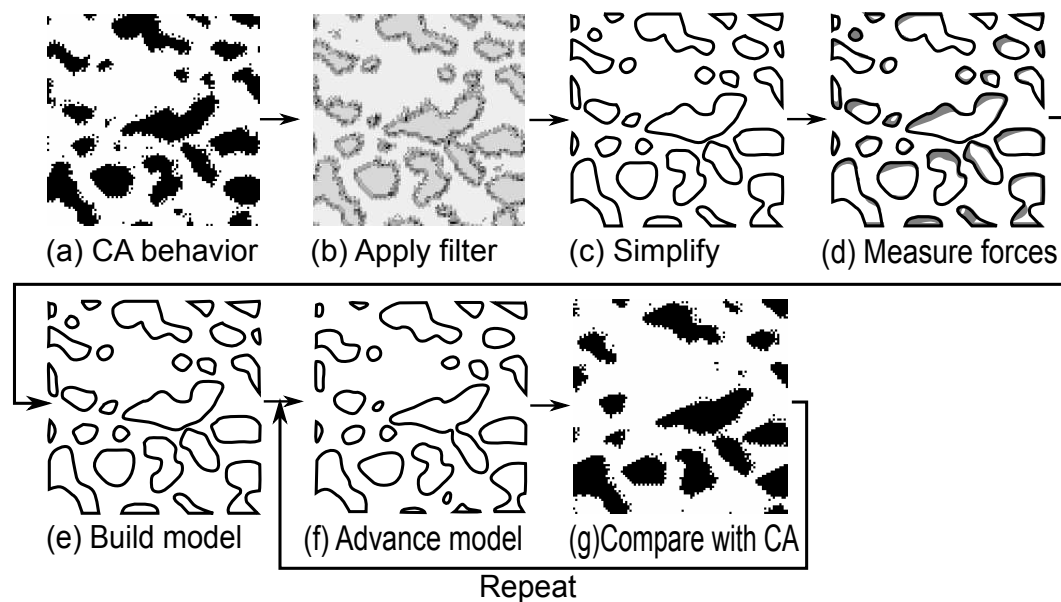 (a) CA behavior
(b) Apply filter
(c) Simplify
(d) Measure forces
(e) Build model
(f) Advance model
(g)Compare with CA
Repeat